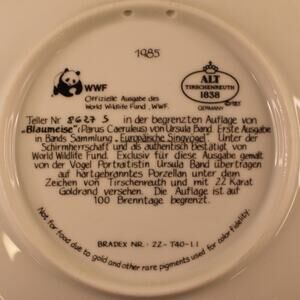 1985
WWF
Offizielle Ausgabe des
World Wildlife Fund, WWF.
ALT
TIRSCHENREUTH
1838
GERMANY
Teller Nr 8627 S in der begrenzten Auflage von
„Blaumeise“ (Parus Caeruleus) von Ursula Band. Erste Ausgabe
in Bands Sammlung „Europäische Singvögel“. Unter der
Schirmherrschaft und als authentisch Bestätigt von
World Wildlife Fund. Exclusiv für diese Ausgabe gemalt
von der Vogel Portraitistin Ursula Band übertragen
auf hartgebranntes Porzellan unter dem
Zeichen von Tirschenreuth und mit 22 Karat
Goldrand versehen. Die Auflage ist auf
100 Brenntage begrenzt.
BRADEX NR.: 22-T40-1.1
Not for food due to gold and other rare pigments used for color fidelity